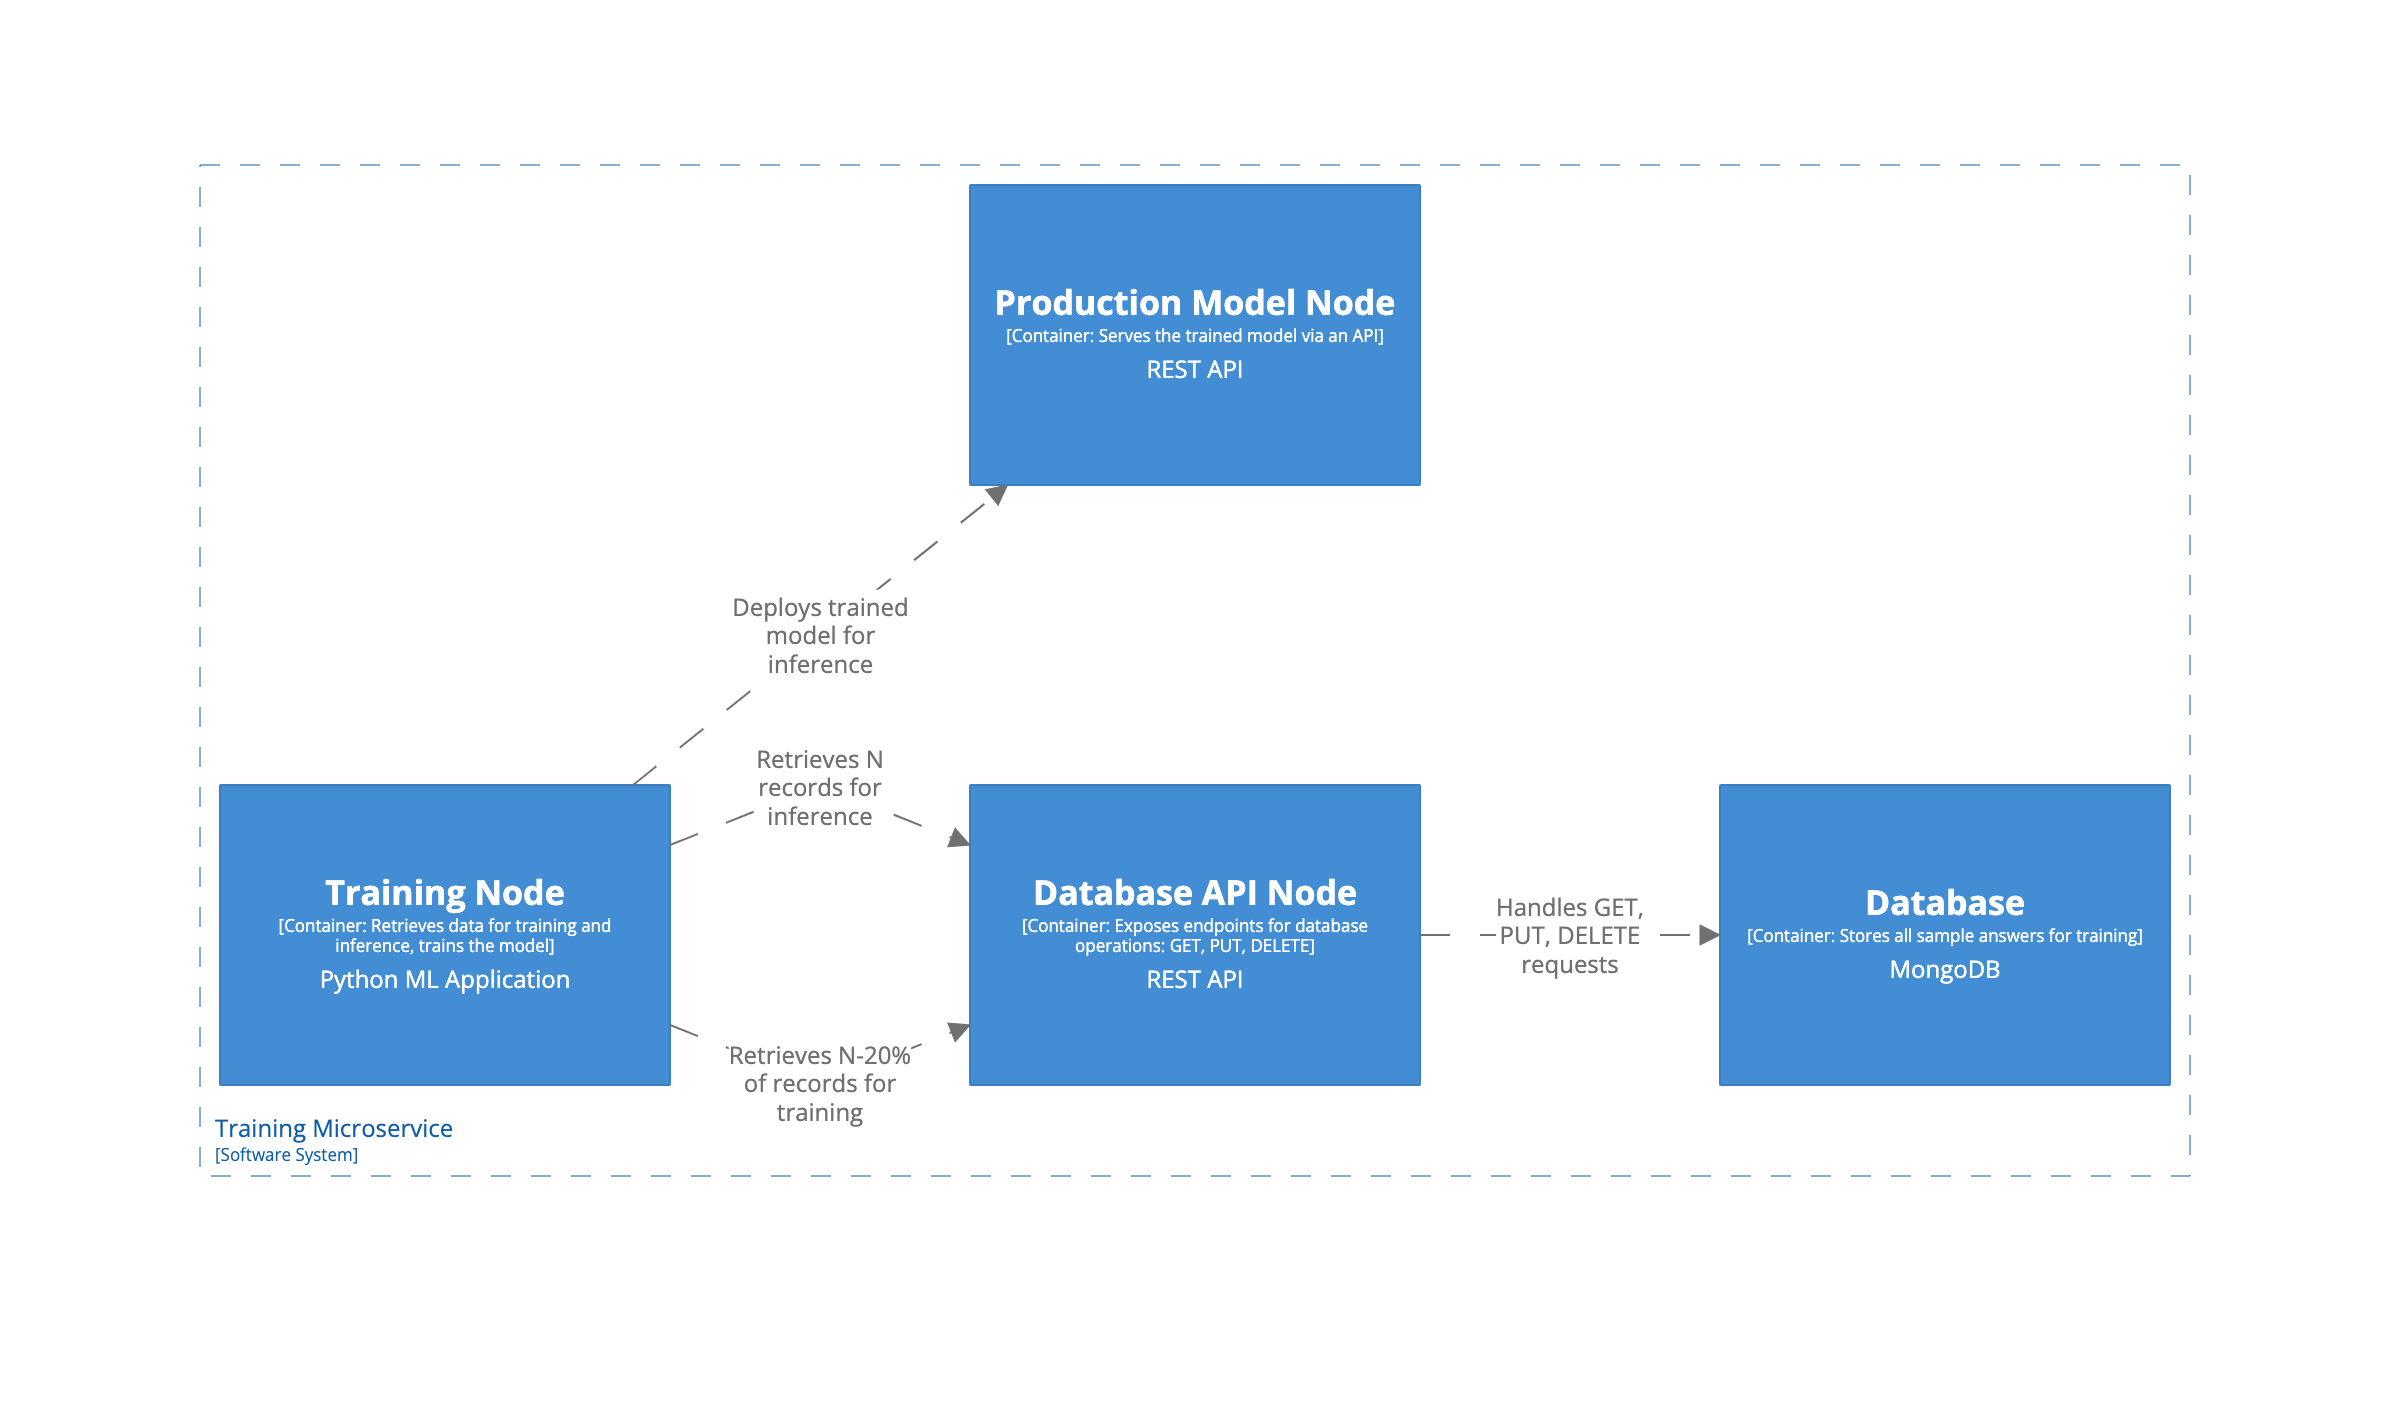 Production Model Node
[Container: Serves the trained model via an API]
REST API
Deploys trained
model for
inference
Retrieves N
records for
inference
Training Node
[Container: Retrieves data for training and
inference, trains the model]
Python ML Application
Database API Node
[Container: Exposes endpoints for database
operations: GET, PUT, DELETE]
REST API
Handles GET,
PUT, DELETE
requests
Database
[Container: Stores all sample answers for training]
MongoDB
Retrieves N-20%
of records for
training
Training Microservice
[Software System]